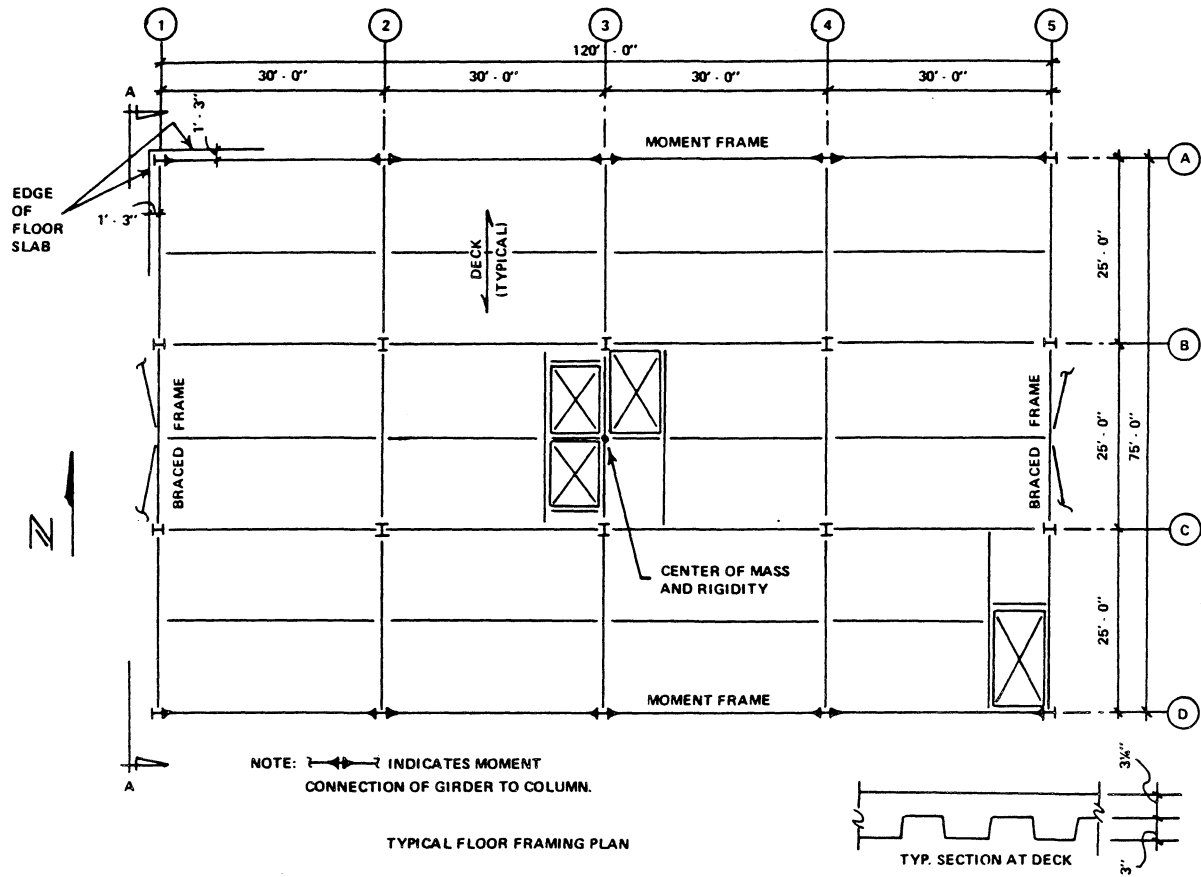 1 2 3 4 5
120' - 0"
30' - 0" 30' - 0" 30' - 0" 30' - 0"
A
1' - 3"
MOMENT FRAME
A
EDGE
OF
FLOOR
SLAB
1' - 3"
DECK
(TYPICAL)
25' - 0"
B
BRACED FRAME
BRACED FRAME
25' - 0"
75' - 0"
N
C
CENTER OF MASS
AND RIGIDITY
25' - 0"
MOMENT FRAME
D
A
NOTE: INDICATES MOMENT
CONNECTION OF GIRDER TO COLUMN.
3¼"
3"
TYPICAL FLOOR FRAMING PLAN
TYP. SECTION AT DECK